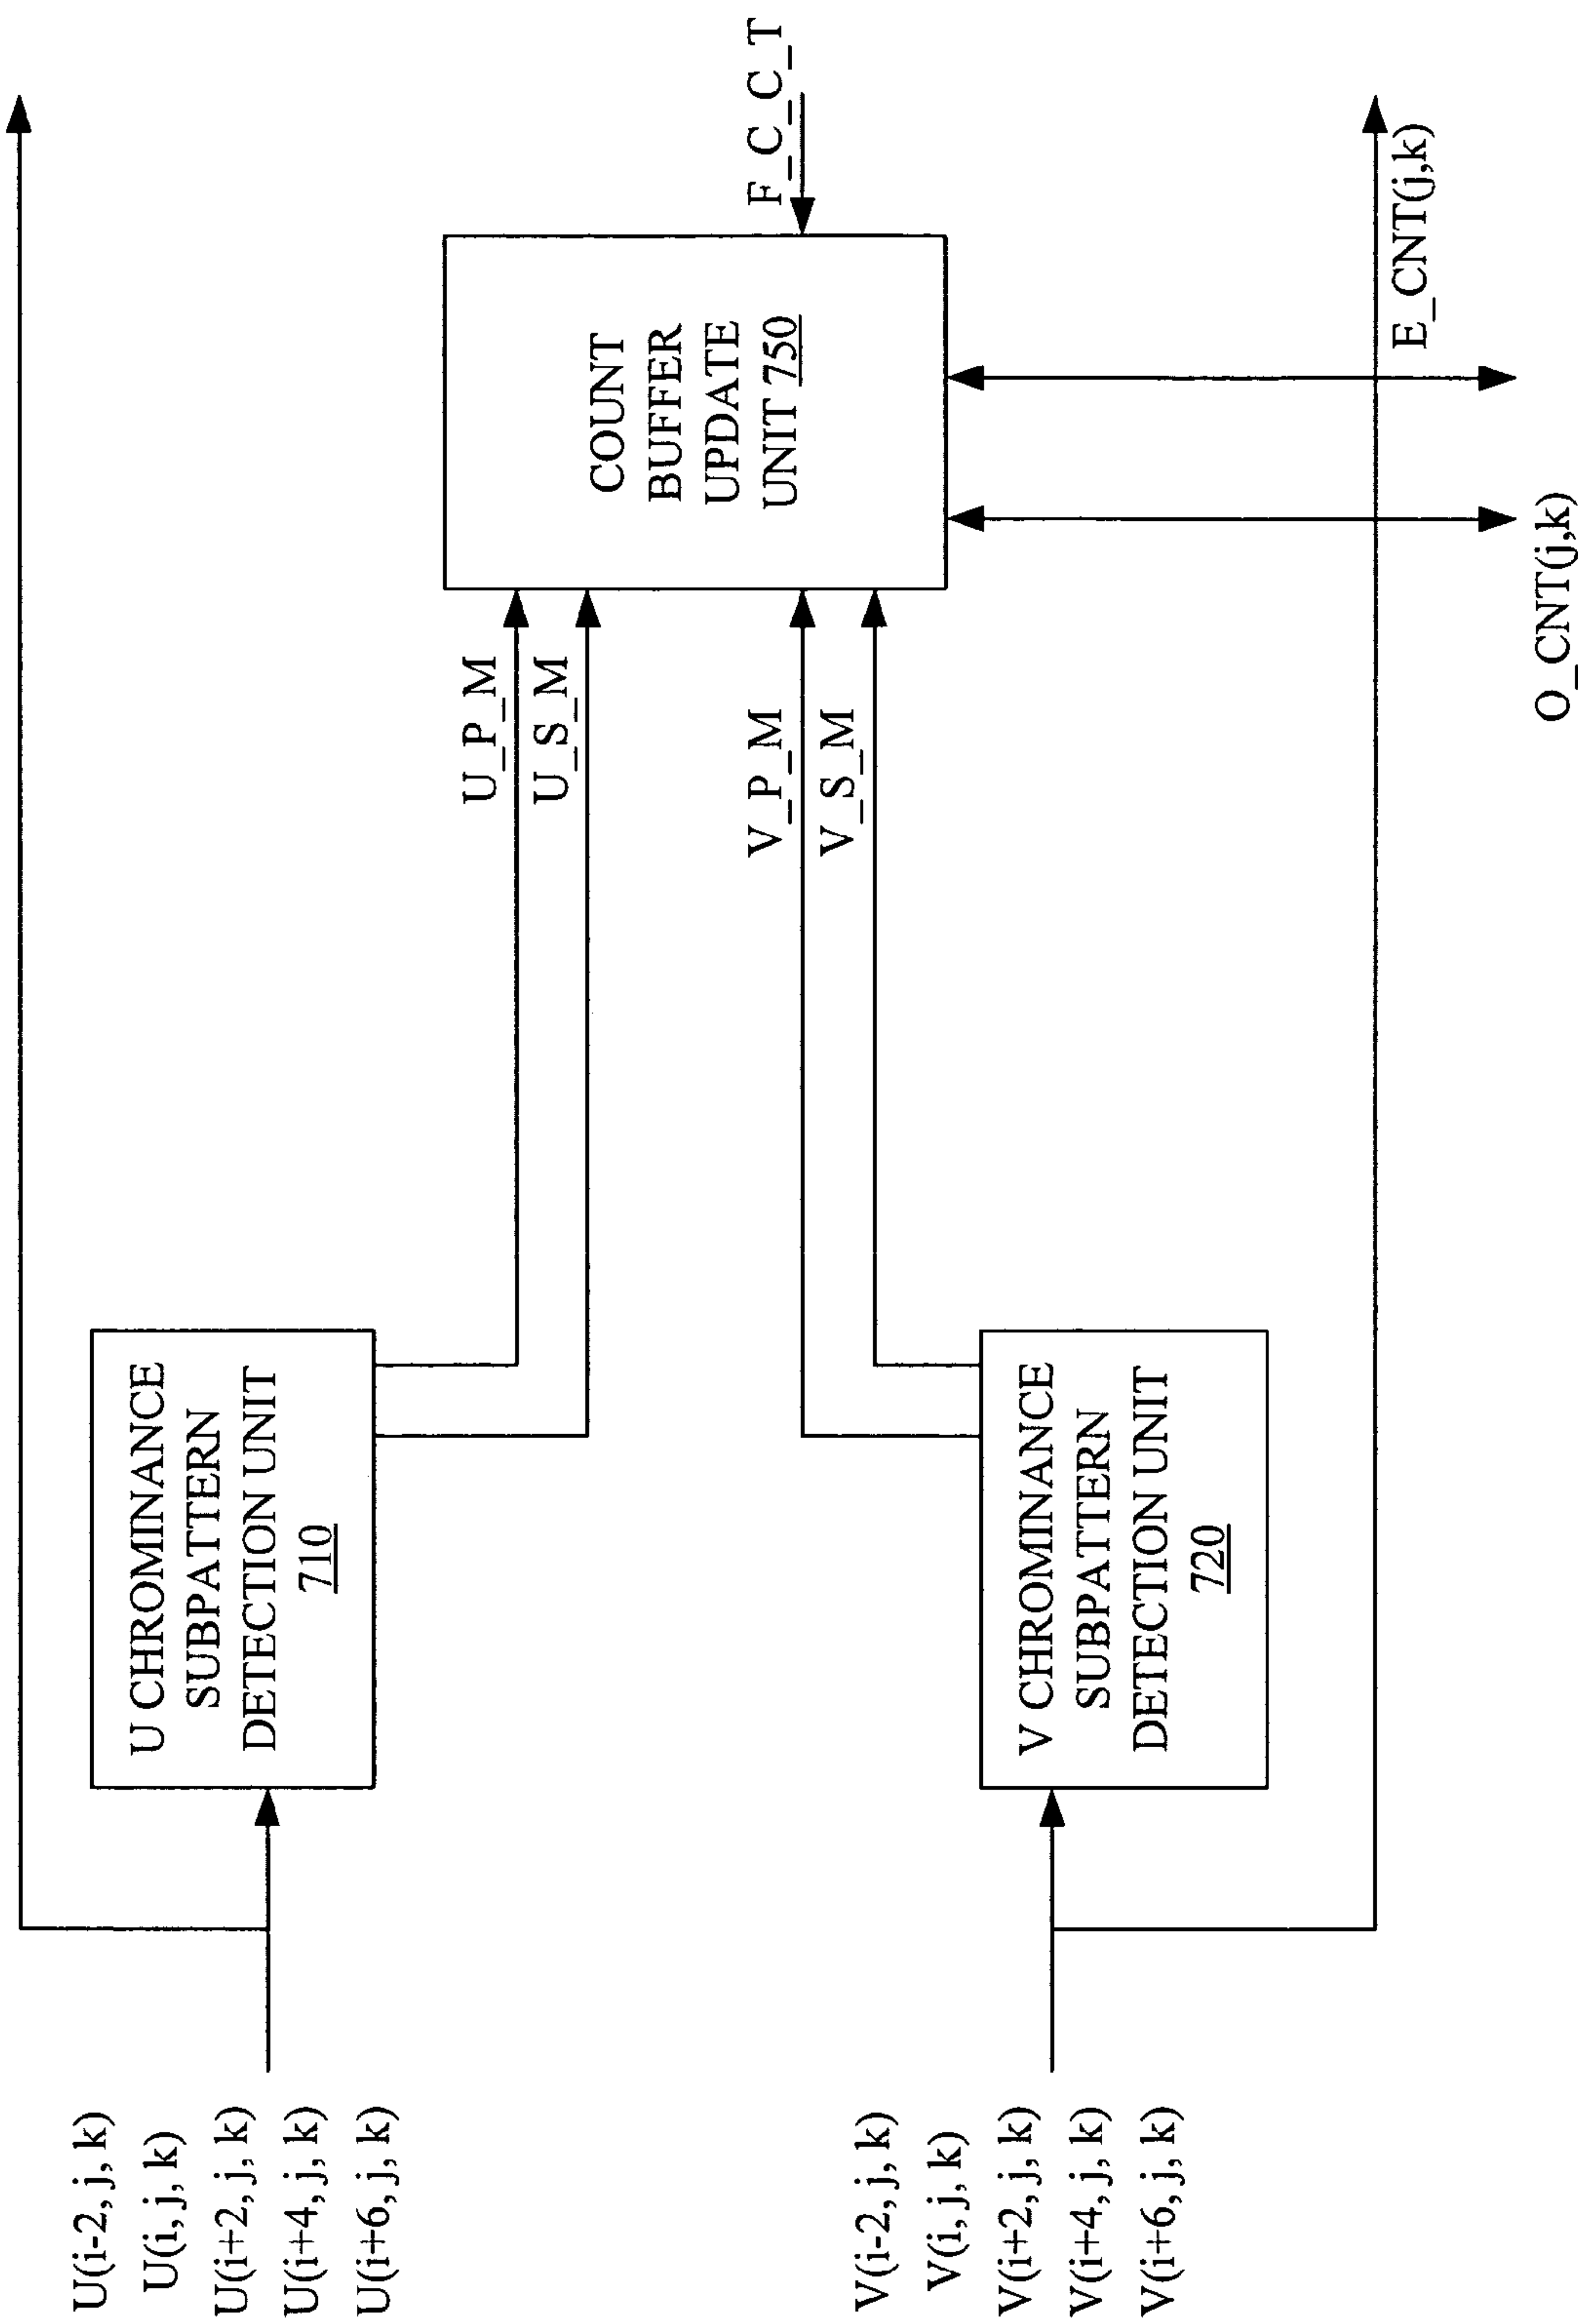 U(i-2, j, k)
U(i, j, k)
U(i+2, j, k)
U(i+4, j, k)
U(i+6, j, k)
U CHROMINANCE
SUBPATTERN
DETECTION UNIT
710
U_P_M
U_S_M
V(i-2, j, k)
V(i, j, k)
V(i+2, j, k)
V(i+4, j, k)
V(i+6, j, k)
V CHROMINANCE
SUBPATTERN
DETECTION UNIT
720
V_P_M
V_S_M
COUNT
BUFFER
UPDATE
UNIT 750
F_C_C_T
O_CNT(j,k)
E_CNT(j,k)